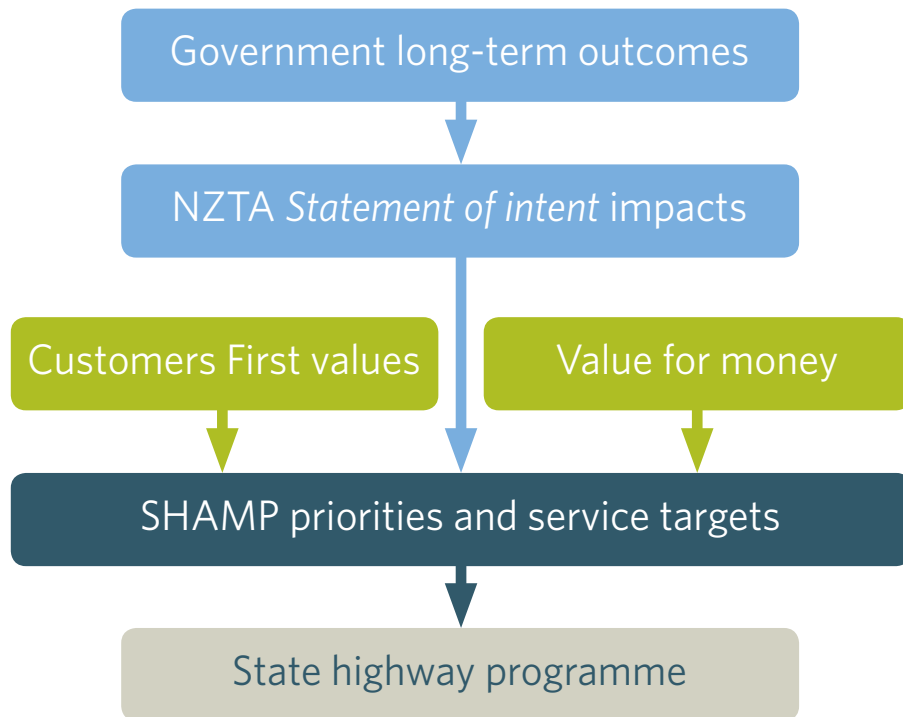 Government long-term outcomes
NZTA Statement of intent impacts
Customers First values
Value for money
SHAMP priorities and service targets
State highway programme